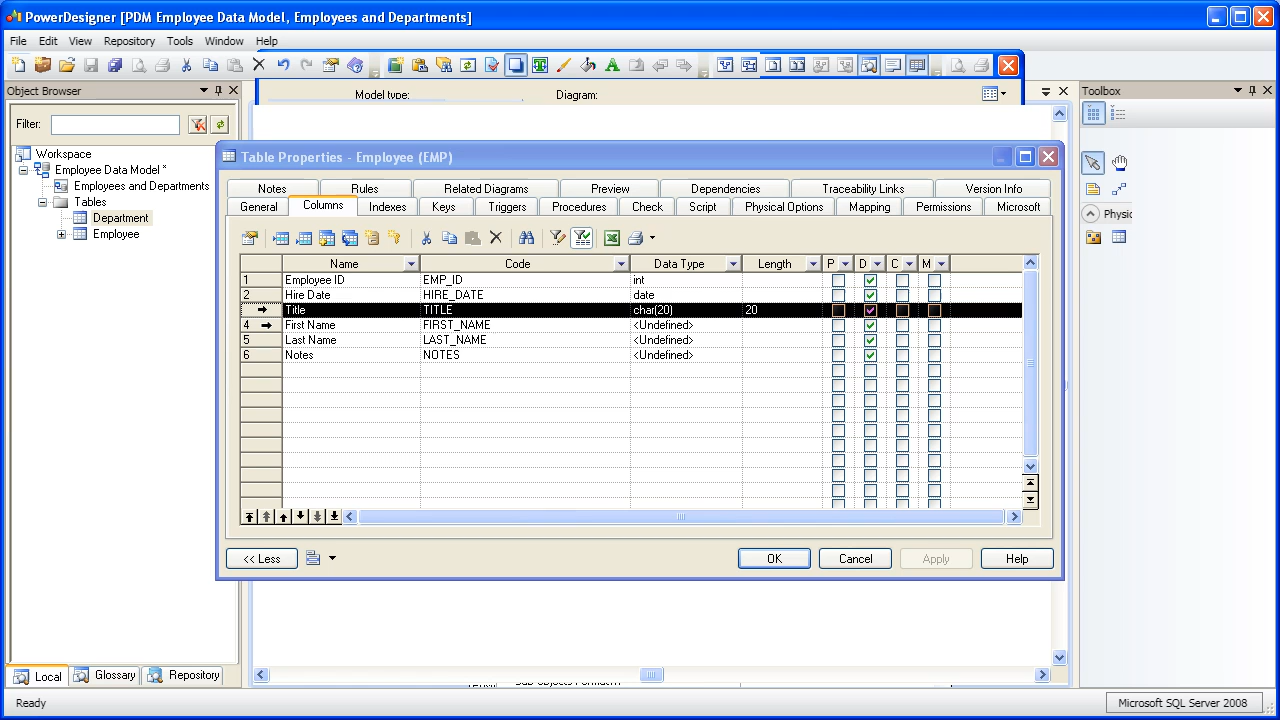 PowerDesigner [PDM Employee Data Model, Employees and Departments]
File Edit View Repository Tools Window Help
Object Browser
Model type: Diagram:
Toolbox
Filter:
Workspace
Employee Data Model *
Employees and Departments
Tables
Department
Employee
Physic
Table Properties - Employee (EMP)
Notes Rules Related Diagrams Preview Dependencies Traceability Links Version Info
General Columns Indexes Keys Triggers Procedures Check Script Physical Options Mapping Permissions Microsoft
Name Code Data Type Length P D C M
1 Employee ID EMP_ID int
2 Hire Date HIRE_DATE date
Title TITLE char(20) 20
4 First Name FIRST_NAME <Undefined>
5 Last Name LAST_NAME <Undefined>
6 Notes NOTES <Undefined>
<< Less OK Cancel Apply Help
Local Glossary Repository
Ready Microsoft SQL Server 2008